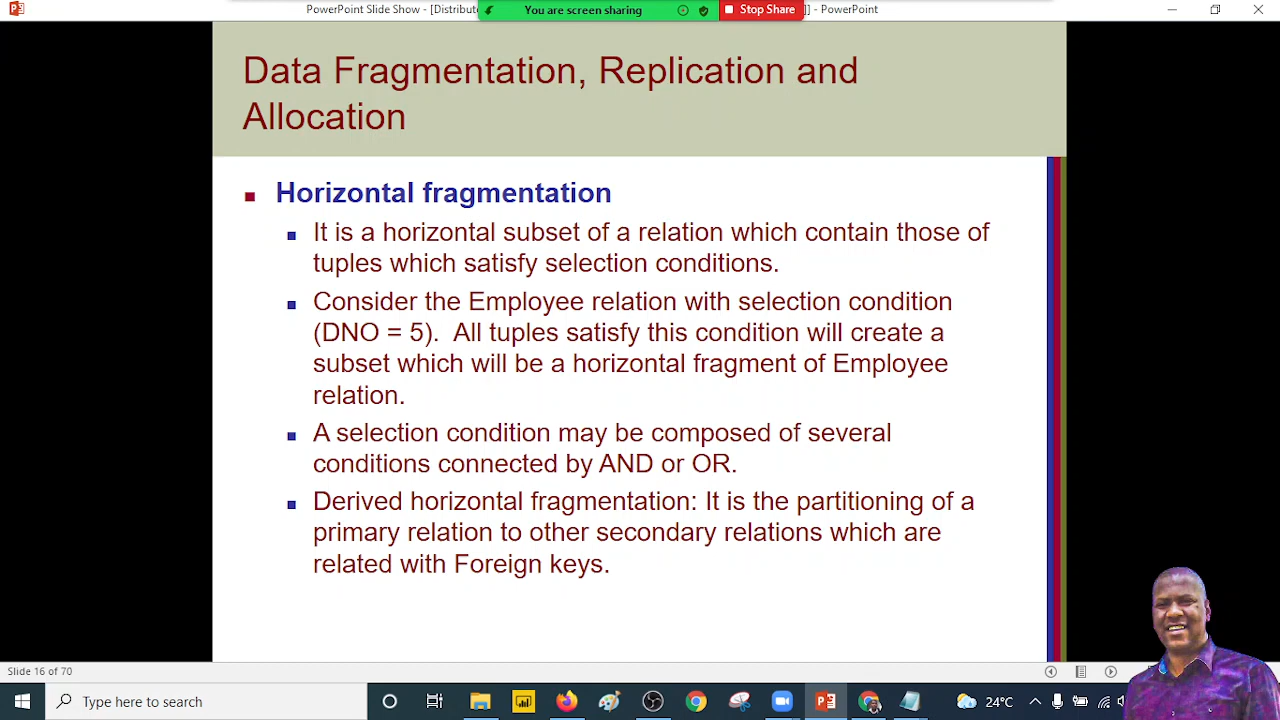 PowerPoint Slide Show - [Distribut
You are screen sharing
Stop Share
]] - PowerPoint
Data Fragmentation, Replication and
Allocation
Horizontal fragmentation
It is a horizontal subset of a relation which contain those of
tuples which satisfy selection conditions.
Consider the Employee relation with selection condition
(DNO = 5).  All tuples satisfy this condition will create a
subset which will be a horizontal fragment of Employee
relation.
A selection condition may be composed of several
conditions connected by AND or OR.
Derived horizontal fragmentation: It is the partitioning of a
primary relation to other secondary relations which are
related with Foreign keys.
Slide 16 of 70
Type here to search
24°C